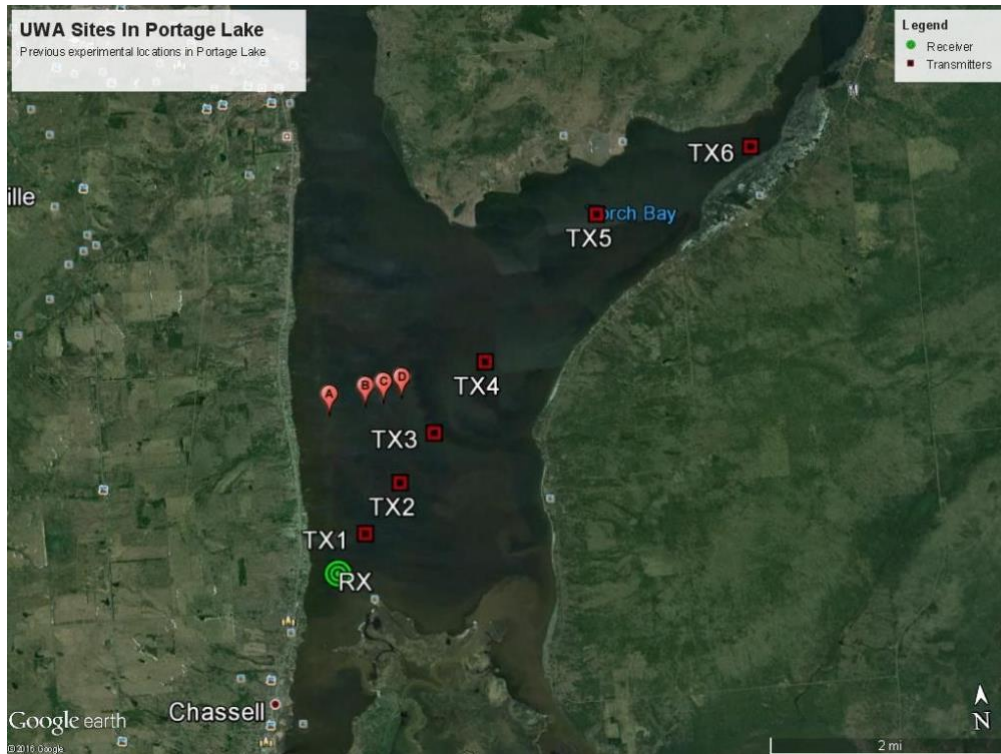 UWA Sites In Portage Lake
Previous experimental locations in Portage Lake
Legend
Receiver
Transmitters
TX6
ille
orch Bay
TX5
TX4
A
B
C
D
TX3
TX2
TX1
RX
Chassell
Google earth
©2016 Google
N
2 mi